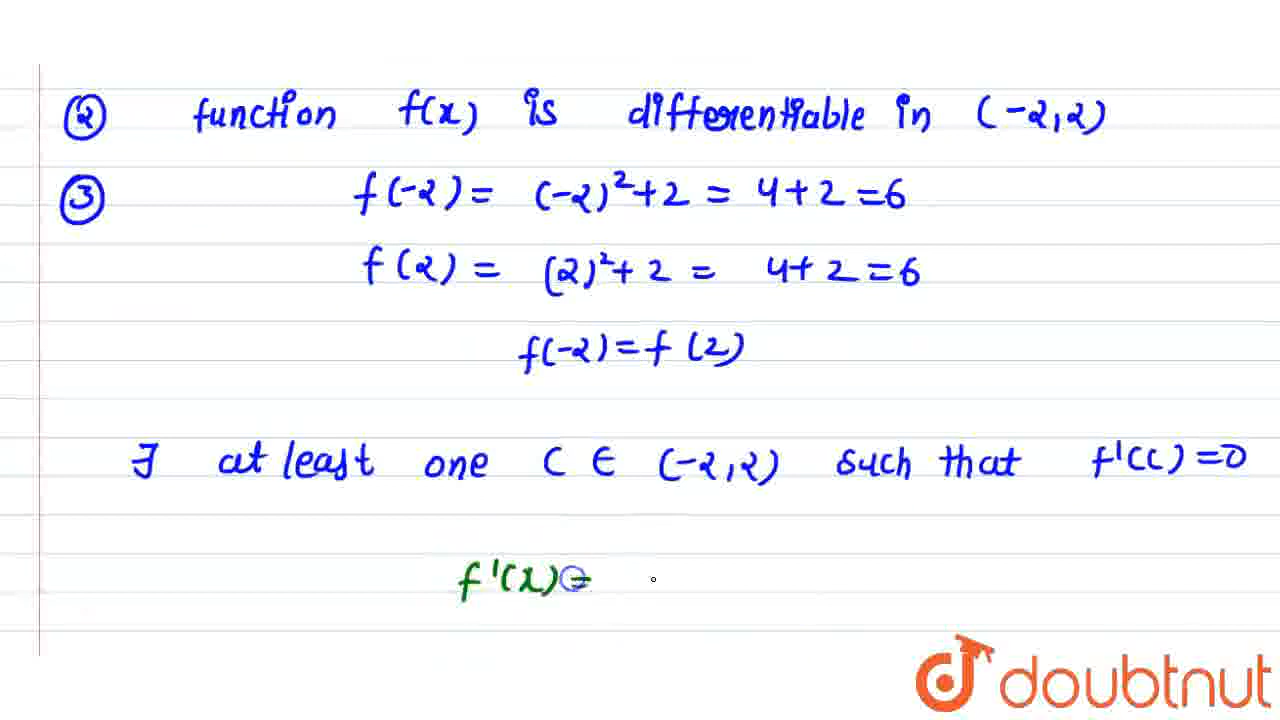 ② function f(x) is differentiable in (-2,2)
③ f(-2) = (-2)²+2 = 4+2=6
f(2) = (2)²+2 = 4+2=6
f(-2)=f(2)
∃ at least one C ∈ (-2,2) such that f'(c)=0
f'(x)=
doubtnut